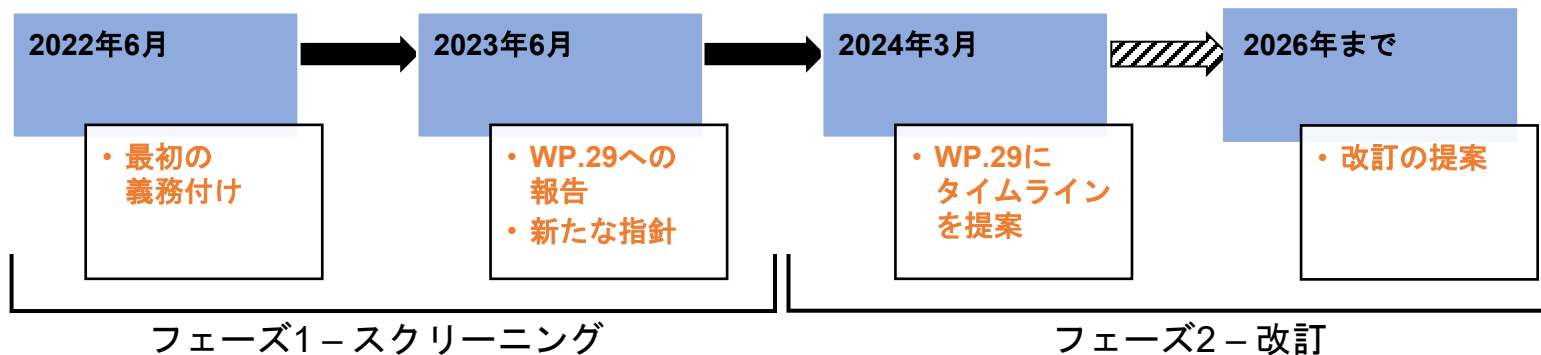 2022年6月
2023年6月
2024年3月
2026年まで
・最初の
義務付け
・WP.29への
報告
・新たな指針
・WP.29に
タイムライン
を提案
・改訂の提案
フェーズ1 – スクリーニング
フェーズ2 – 改訂